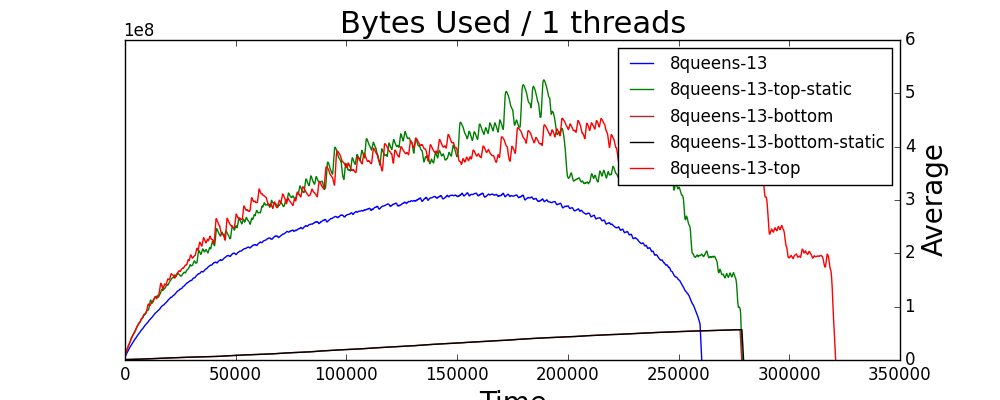 Bytes Used / 1 threads
1e8
8queens-13
8queens-13-top-static
8queens-13-bottom
8queens-13-bottom-static
8queens-13-top
6
5
4
3
2
1
0
Average
0 50000 100000 150000 200000 250000 300000 350000
Time